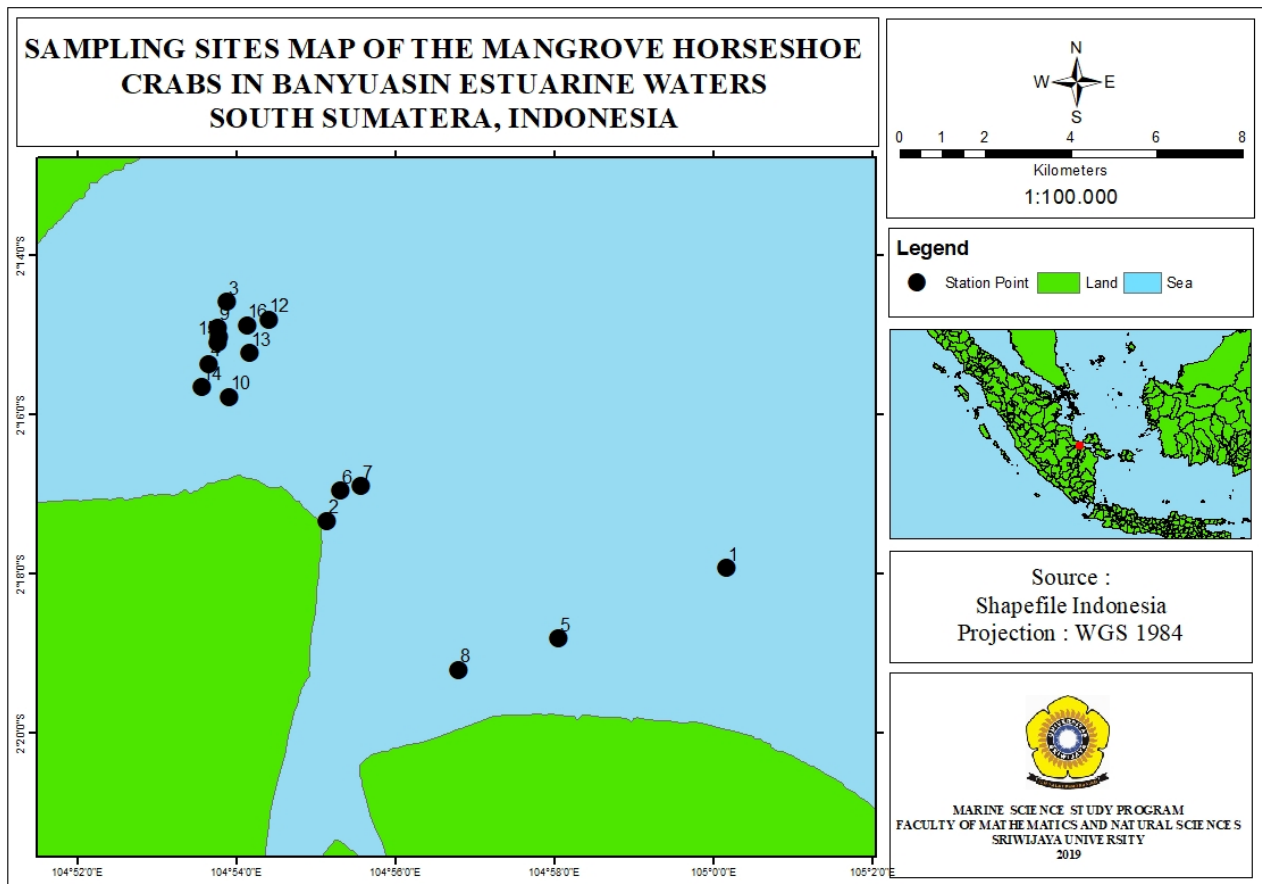 SAMPLING SITES MAP OF THE MANGROVE HORSESHOE
CRABS IN BANYUASIN ESTUARINE WATERS
SOUTH SUMATERA, INDONESIA
N
W E
S
0 1 2 4 6 8
Kilometers
1:100.000
Legend
Station Point Land Sea
2°14'0"S
2°16'0"S
2°18'0"S
2°20'0"S
3
9
16 12
15
13
4
14
10
6 7
2
1
5
8
104°52'0"E 104°54'0"E 104°56'0"E 104°58'0"E 105°0'0"E 105°2'0"E
Source :
Shapefile Indonesia
Projection : WGS 1984
MARINE SCIENCE STUDY PROGRAM
FACULTY OF MATHEMATICS AND NATURAL SCIENCES
SRIWIJAYA UNIVERSITY
2019